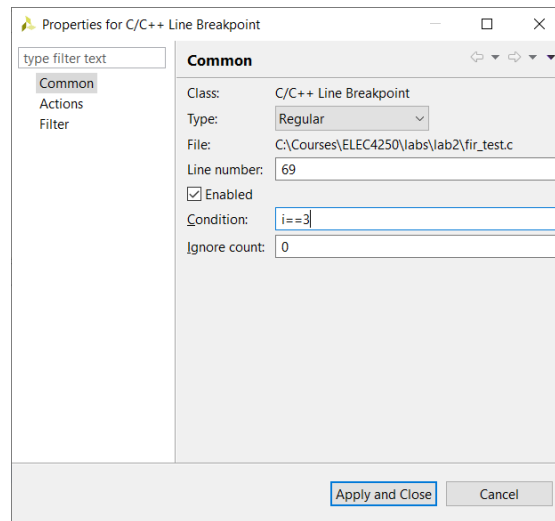 Properties for C/C++ Line Breakpoint
type filter text
Common
Actions
Filter
Common
Class: C/C++ Line Breakpoint
Type: Regular
File: C:\Courses\ELEC4250\labs\lab2\fir_test.c
Line number: 69
Enabled
Condition: i==3
Ignore count: 0
Apply and Close Cancel